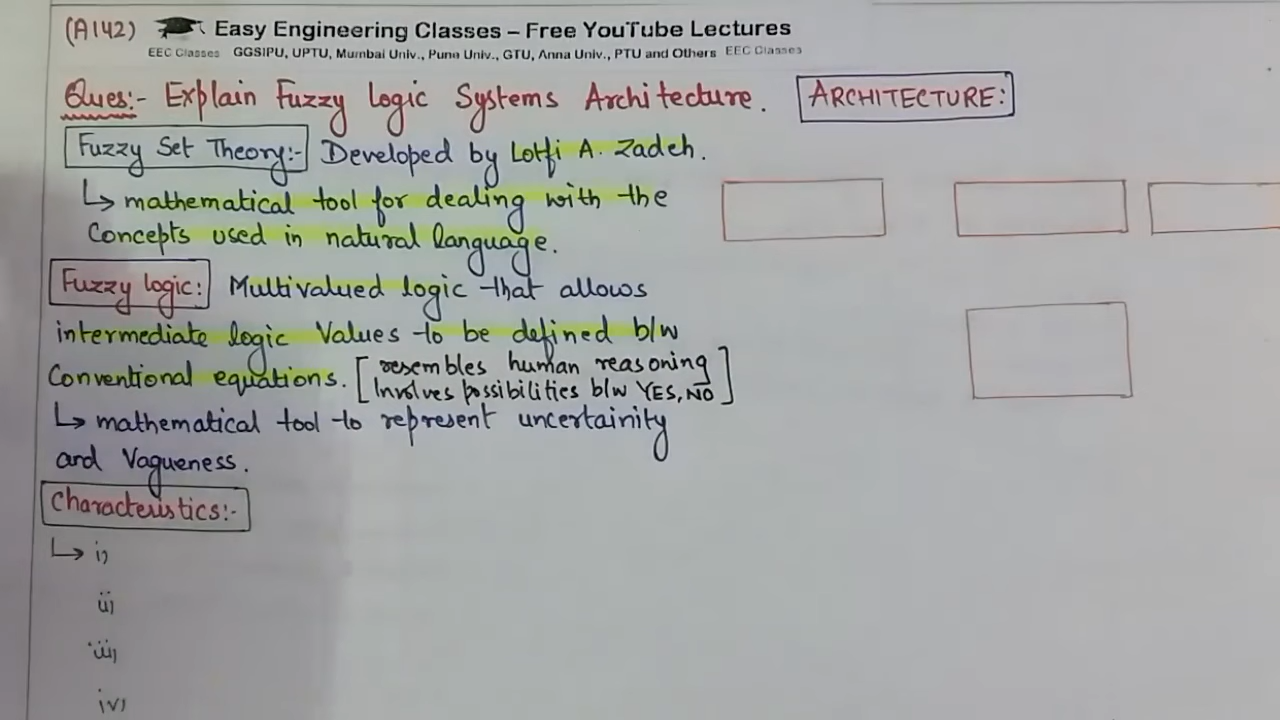 (A142) Easy Engineering Classes – Free YouTube Lectures
EEC Classes GGSIPU, UPTU, Mumbai Univ., Pune Univ., GTU, Anna Univ., PTU and Others EEC Classes
Ques:- Explain Fuzzy Logic Systems Architecture. ARCHITECTURE:
Fuzzy Set Theory:- Developed by Lotfi A. Zadeh.
↳ mathematical tool for dealing with the
Concepts used in natural language.
Fuzzy logic: Multivalued logic that allows
intermediate logic Values to be defined b/w
Conventional equations. [resembles human reasoning
Involves possibilities b/w YES, NO]
↳ mathematical tool to represent uncertainity
and Vagueness.
Characteristics:-
↳ i)
ii)
iii)
iv)